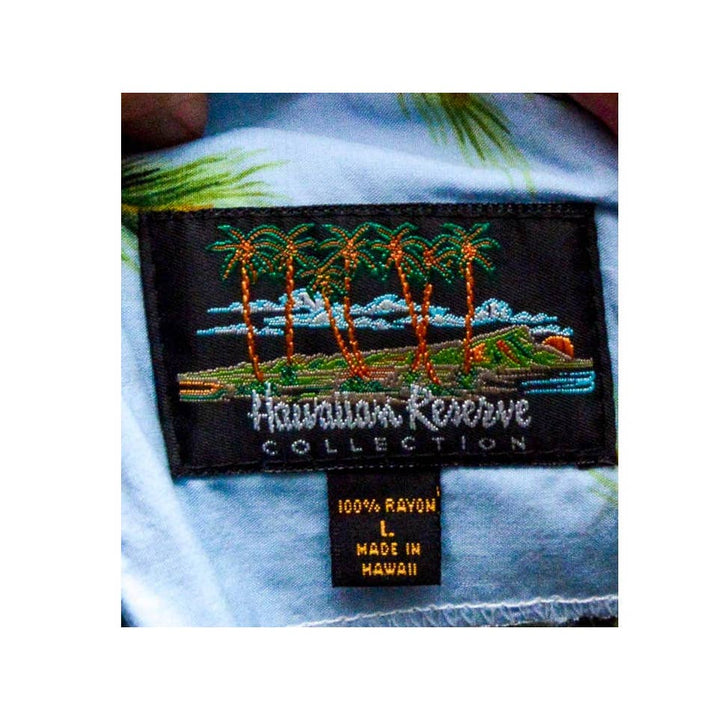 Hawaiian Reserve
COLLECTION
100% RAYON
L
MADE IN
HAWAII